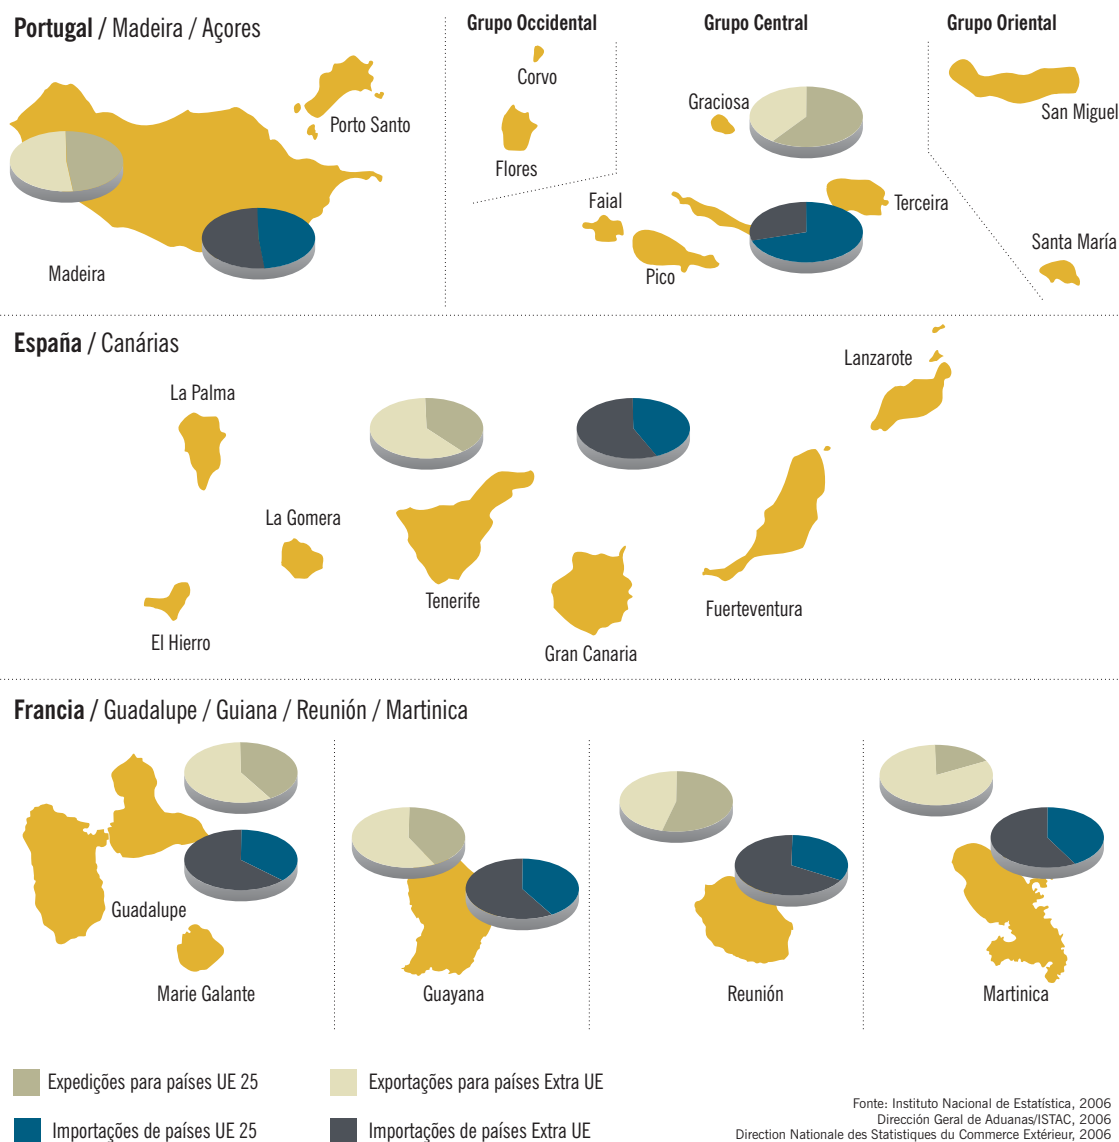 Portugal / Madeira / Açores
Grupo Occidental
Grupo Central
Grupo Oriental
Corvo
Porto Santo
Graciosa
San Miguel
Flores
Faial
Terceira
Santa María
Madeira
Pico
España / Canárias
Lanzarote
La Palma
La Gomera
Tenerife
Fuerteventura
El Hierro
Gran Canaria
Francia / Guadalupe / Guiana / Reunión / Martinica
Guadalupe
Marie Galante
Guayana
Reunión
Martinica
Expedições para países UE 25
Exportações para países Extra UE
Importações de países UE 25
Importações de países Extra UE
Fonte: Instituto Nacional de Estatística, 2006
Dirección Geral de Aduanas/ISTAC, 2006
Direction Nationale des Statistiques du Commerce Extérieur, 2006